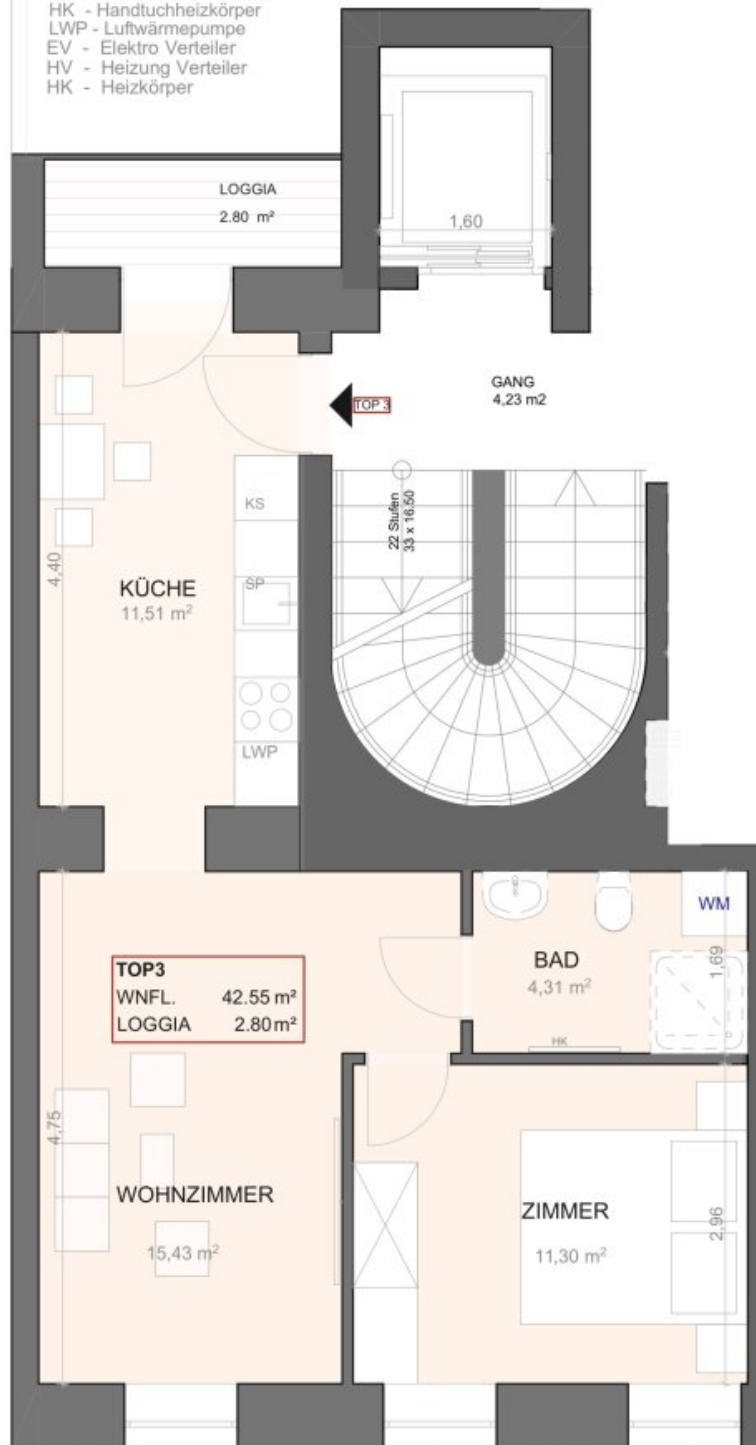 HK - Handtuchheizkörper
LWP - Luftwärmepumpe
EV - Elektro Verteiler
HV - Heizung Verteiler
HK - Heizkörper
LOGGIA
2.80 m²
1,60
GANG
4,23 m2
TOP 3
22 Stufen
33 x 16.50
KS
4,40
KÜCHE
11,51 m²
SP
LWP
WM
BAD
4,31 m²
1,69
HK
TOP3
WNFL. 42.55 m²
LOGGIA 2.80 m²
4,75
WOHNZIMMER
15,43 m²
ZIMMER
11,30 m²
2,96